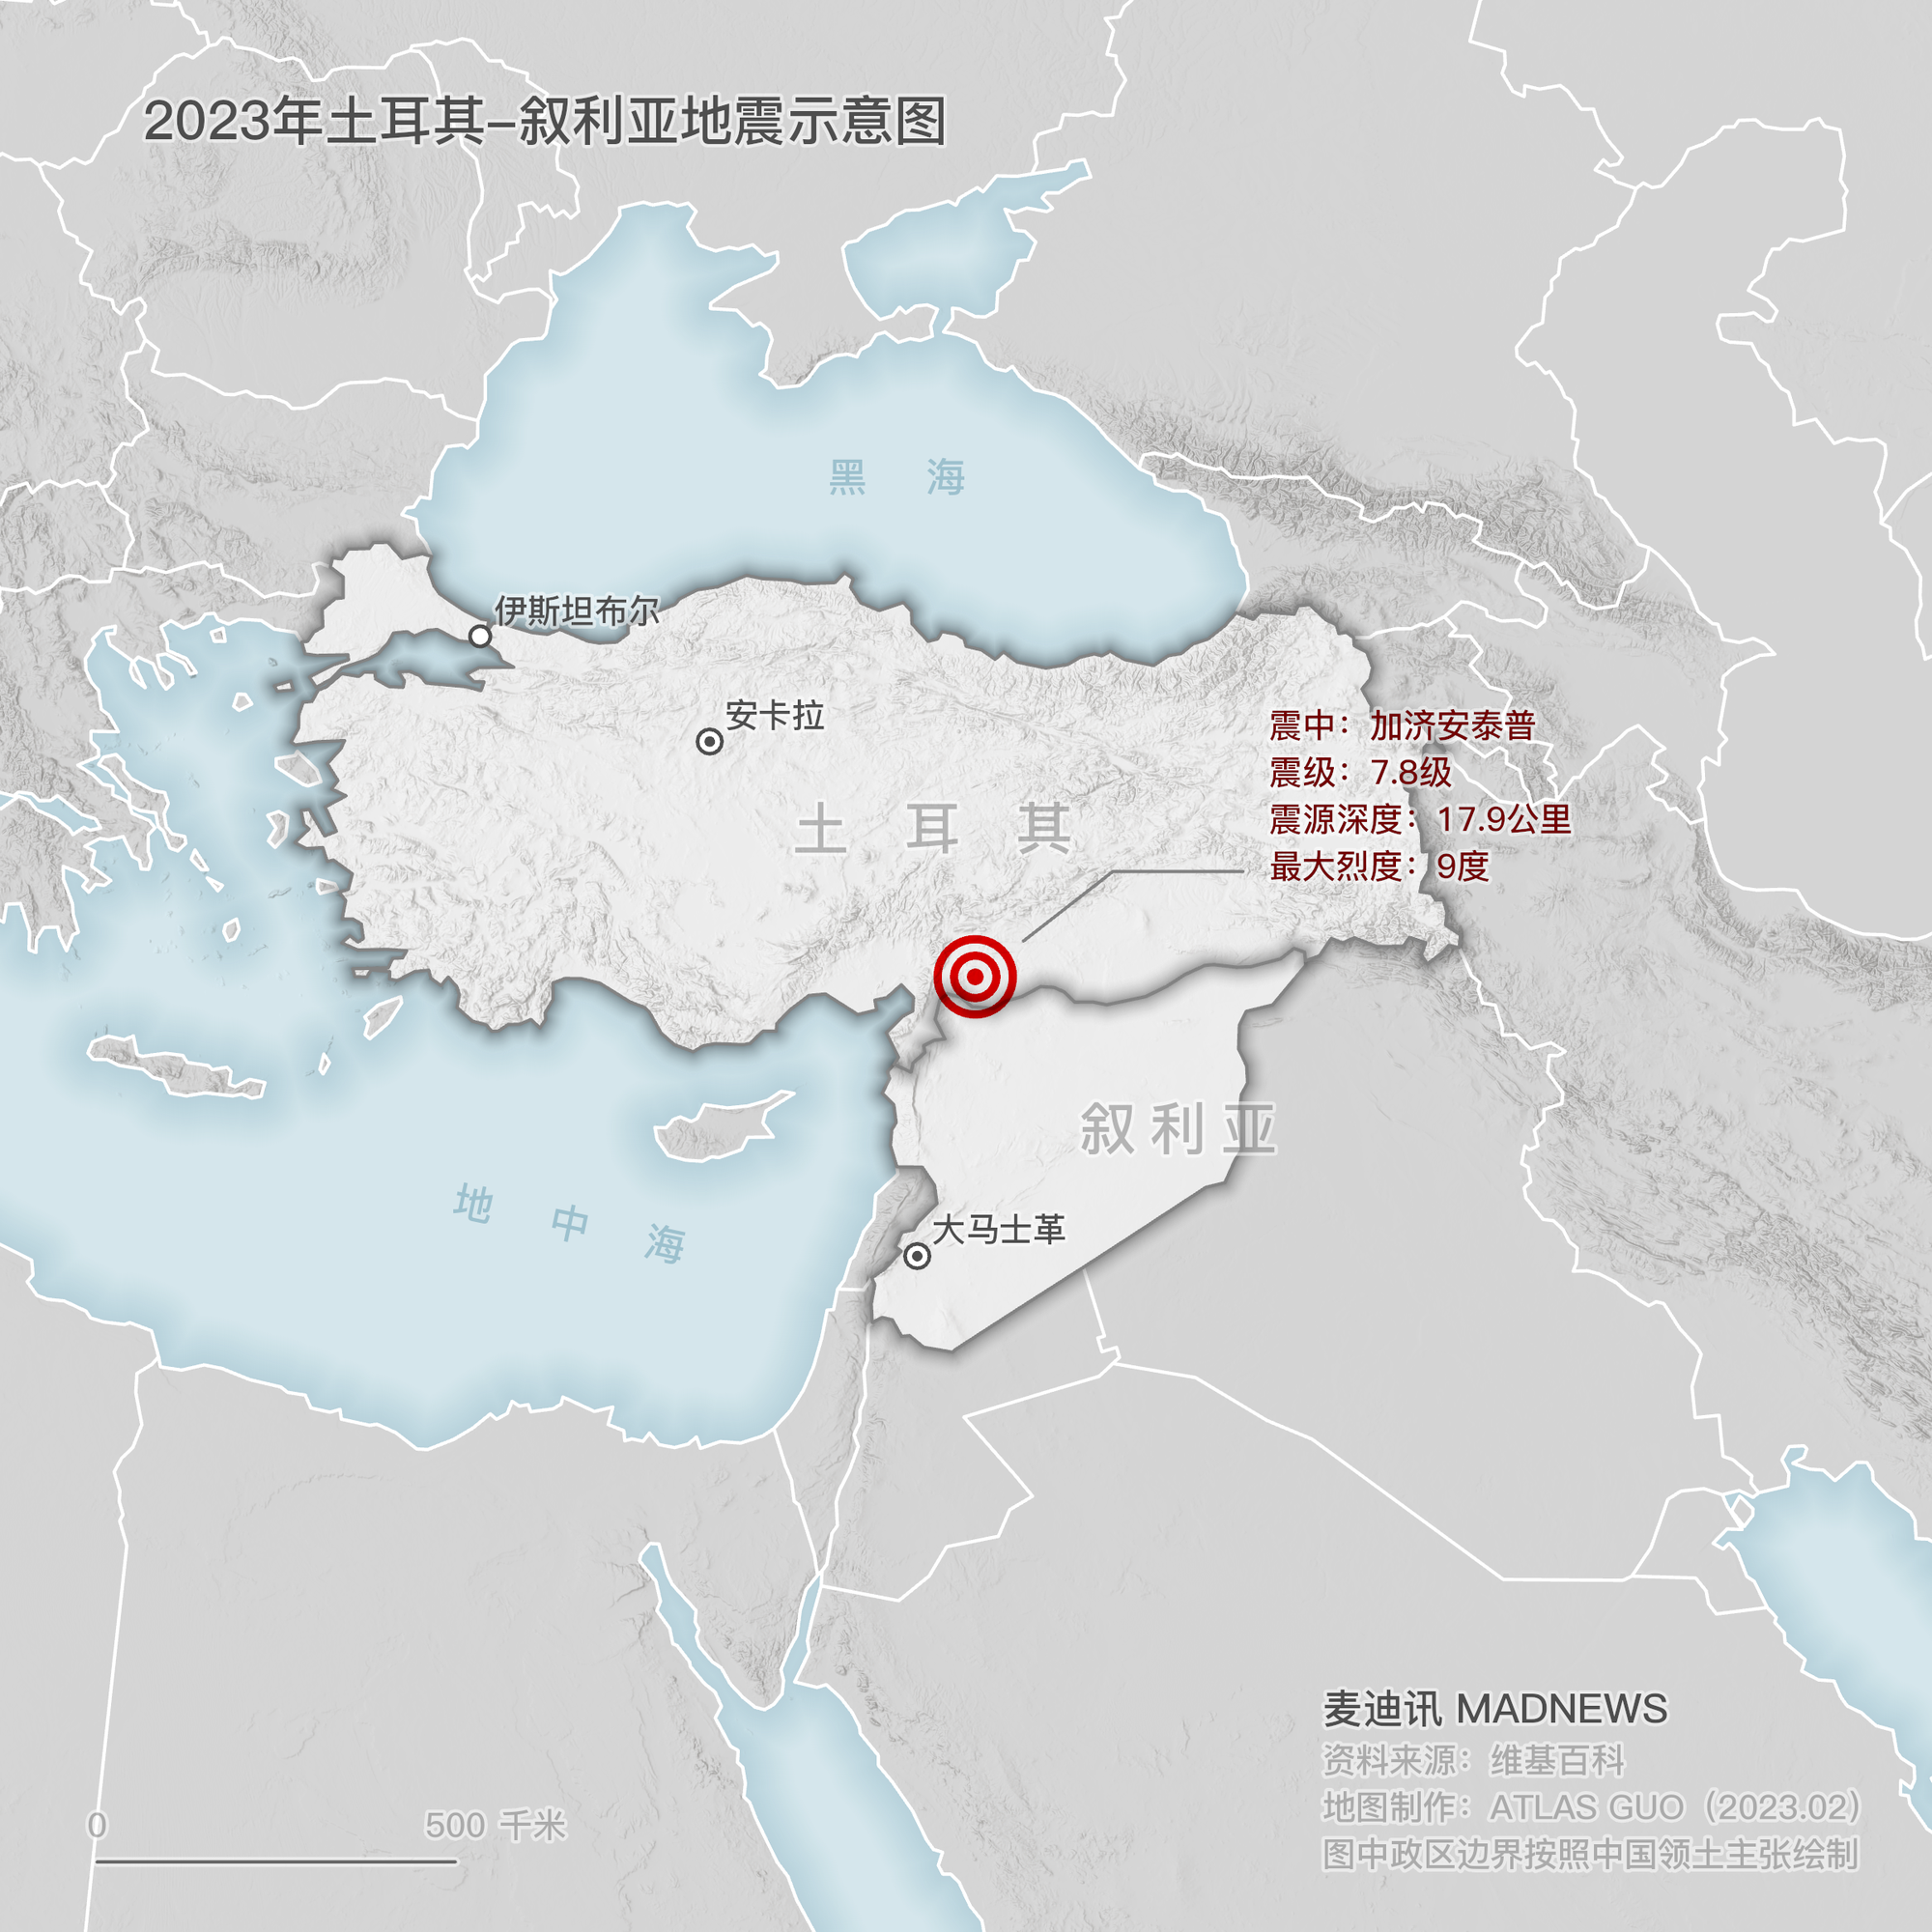 2023年土耳其–叙利亚地震示意图
黑海
伊斯坦布尔
安卡拉
震中：加济安泰普
震级：7.8级
土耳其
震源深度：17.9公里
最大烈度：9度
叙利亚
地中海
大马士革
麦迪讯 MADNEWS
资料来源：维基百科
地图制作：ATLAS GUO（2023.02）
图中政区边界按照中国领土主张绘制
0
500 千米